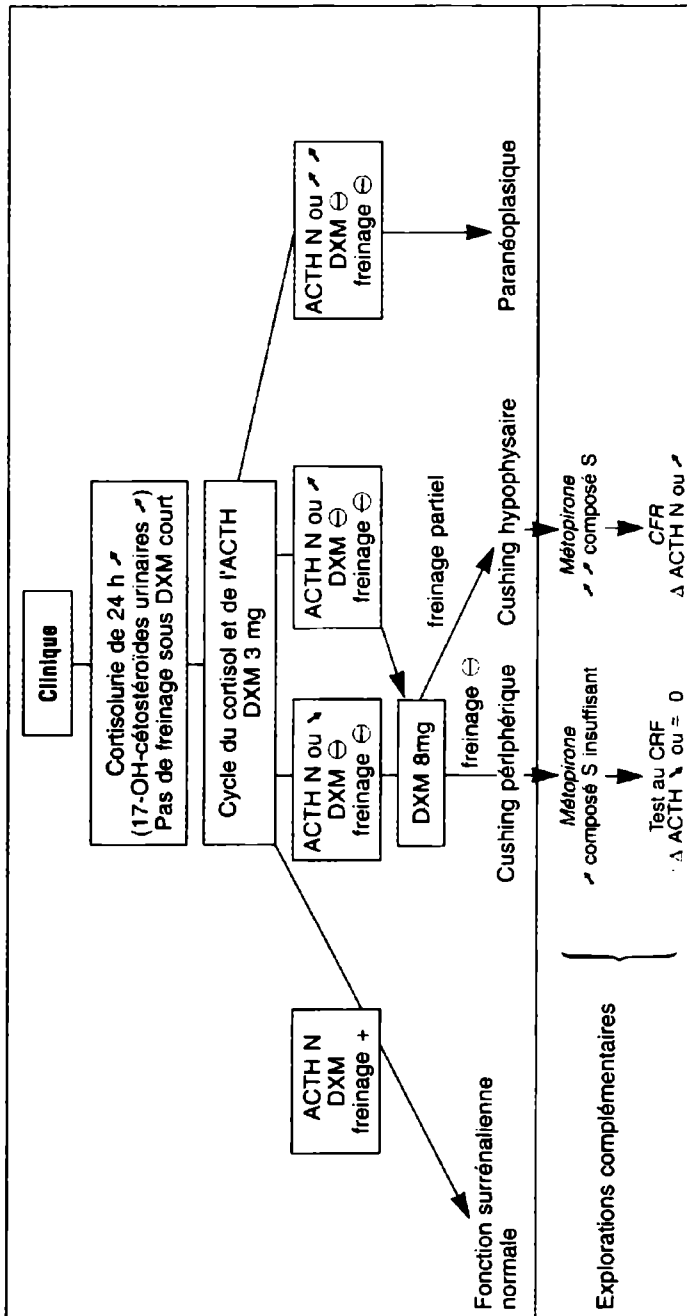 Clinique
Cortisolurie de 24 h ↗
(17-OH-cétostéroïdes urinaires ↗)
Pas de freinage sous DXM court
Cycle du cortisol et de l'ACTH
DXM 3 mg
ACTH N
DXM
freinage +
ACTH N ou ↘
DXM ⊖
freinage ⊖
ACTH N ou ↗
DXM ⊖
freinage ⊖
ACTH N ou ↗ ↗
DXM ⊖
freinage ⊖
DXM 8mg
freinage ⊖
freinage partiel
Fonction surrénalienne
normale
Cushing périphérique
Cushing hypophysaire
Paranéoplasique
Explorations complémentaires
Métopirone
↗ composé S insuffisant
Test au CRF
Δ ACTH ↘ ou = 0
Métopirone
↗ ↗ composé S
CFR
Δ ACTH N ou ↗